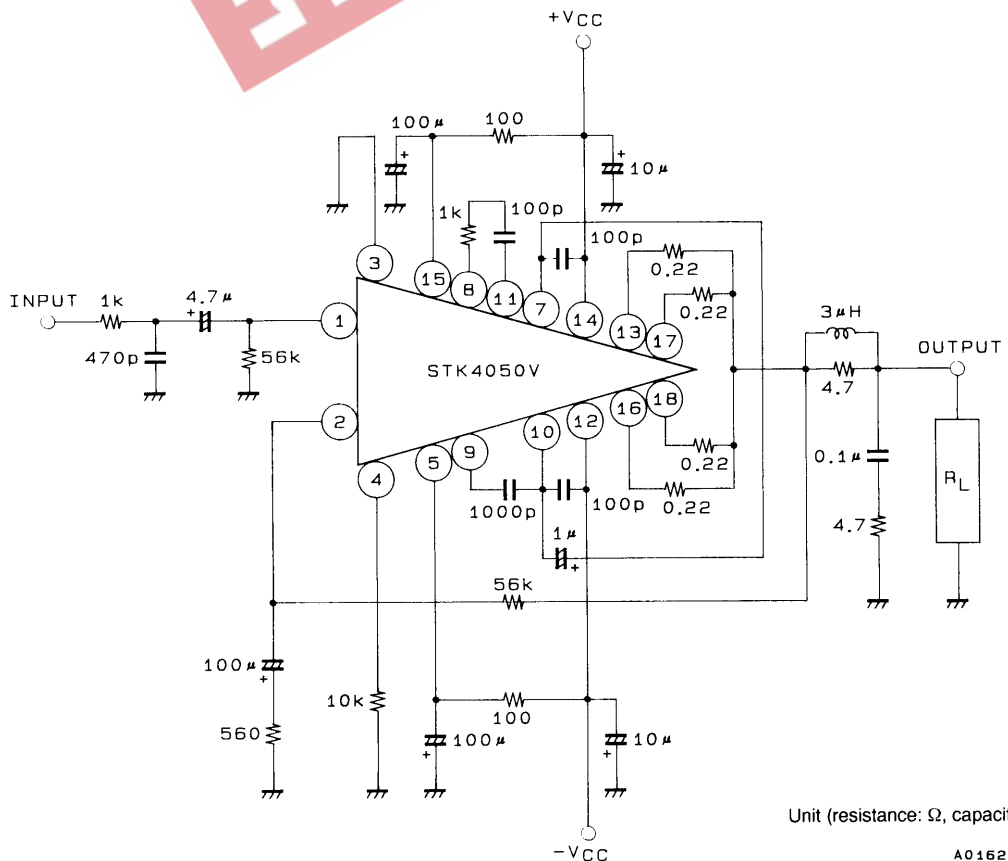 +VCC
100μ
100
10μ
1k
100p
100p
0.22
0.22
3μH
OUTPUT
4.7
INPUT
1k
4.7μ
470p
56k
3
15
8
11
7
14
13
17
1
2
STK4050V
18
16
12
10
9
5
4
0.22
0.22
1000p
100p
1μ
0.1μ
4.7
RL
56k
100μ
560
10k
100μ
100
10μ
Unit (resistance: Ω, capacit
-VCC
A0162